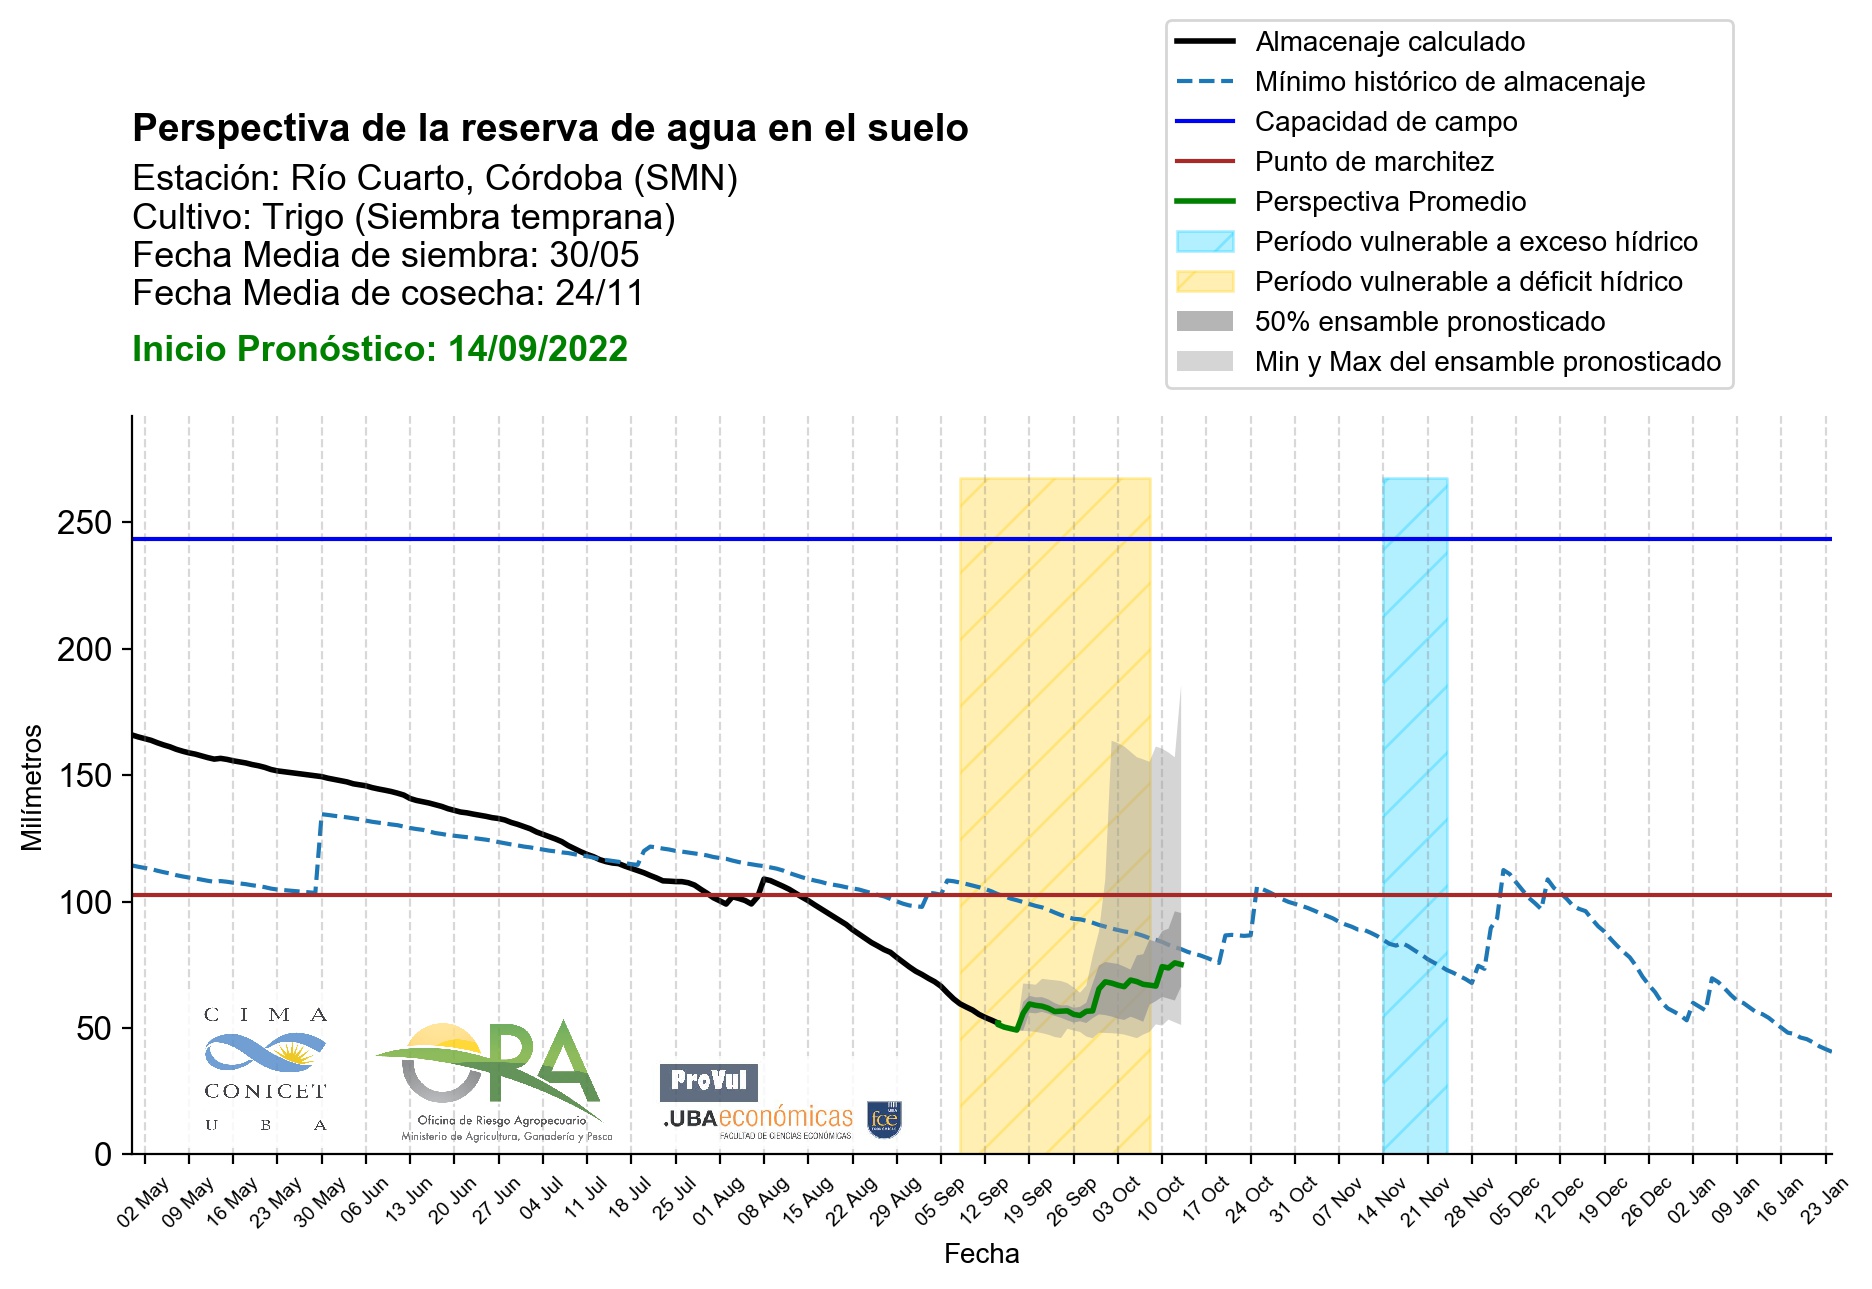 Almacenaje calculado
Mínimo histórico de almacenaje
Capacidad de campo
Punto de marchitez
Perspectiva Promedio
Período vulnerable a exceso hídrico
Período vulnerable a déficit hídrico
50% ensamble pronosticado
Min y Max del ensamble pronosticado
Perspectiva de la reserva de agua en el suelo
Estación: Río Cuarto, Córdoba (SMN)
Cultivo: Trigo (Siembra temprana)
Fecha Media de siembra: 30/05
Fecha Media de cosecha: 24/11
Inicio Pronóstico: 14/09/2022
Milímetros
250
200
150
100
50
0
CIMA
CONICET
UBA
ORA
Oficina de Riesgo Agropecuario
Ministerio de Agricultura, Ganadería y Pesca
ProVul
.UBAeconómicas
FACULTAD DE CIENCIAS ECONÓMICAS
fce
02 May
09 May
16 May
23 May
30 May
06 Jun
13 Jun
20 Jun
27 Jun
04 Jul
11 Jul
18 Jul
25 Jul
01 Aug
08 Aug
15 Aug
22 Aug
29 Aug
05 Sep
12 Sep
19 Sep
26 Sep
03 Oct
10 Oct
17 Oct
24 Oct
31 Oct
07 Nov
14 Nov
21 Nov
28 Nov
05 Dec
12 Dec
19 Dec
26 Dec
02 Jan
09 Jan
16 Jan
23 Jan
Fecha